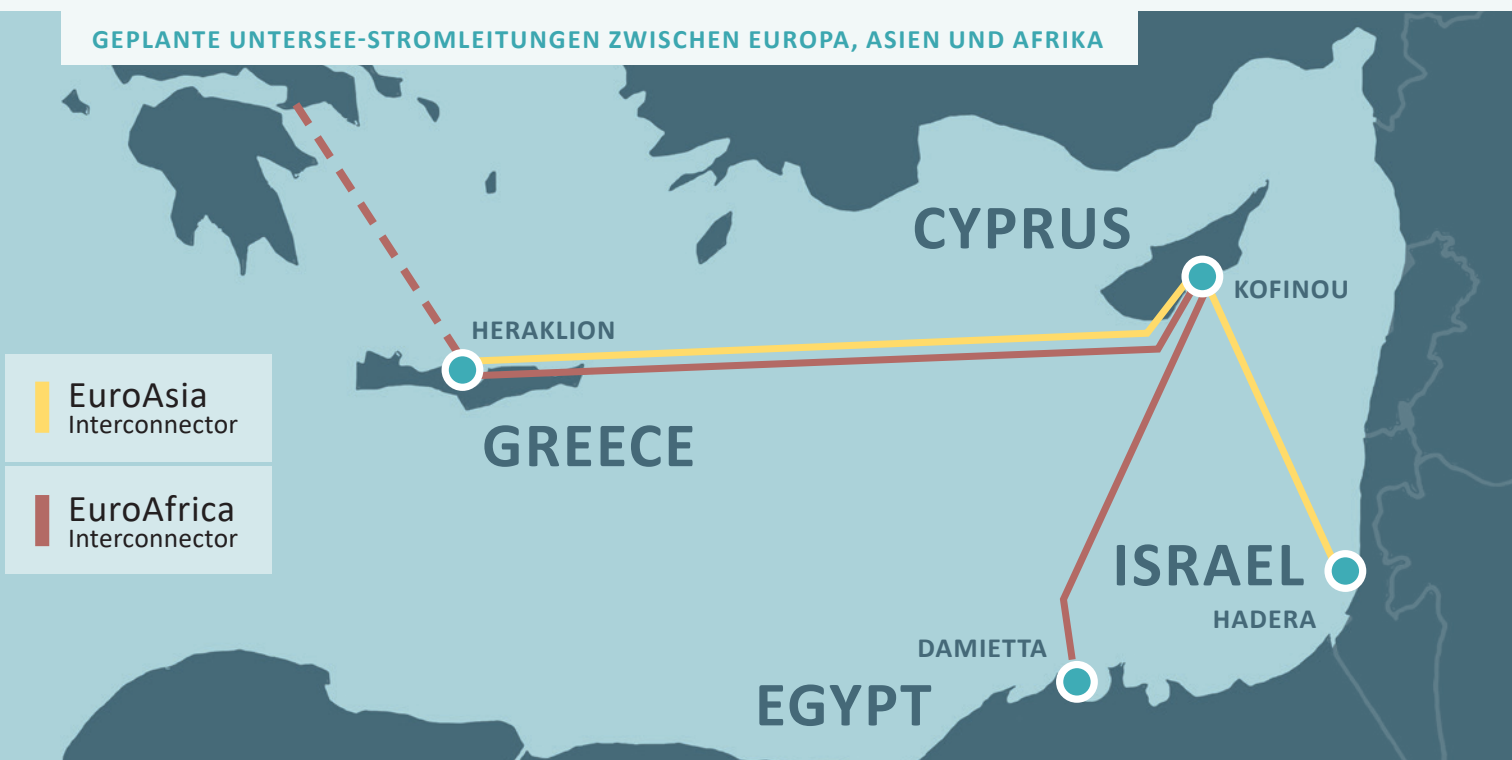 GEPLANTE UNTERSEE-STROMLEITUNGEN ZWISCHEN EUROPA, ASIEN UND AFRIKA
CYPRUS
KOFINOU
HERAKLION
GREECE
EuroAsia
Interconnector
EuroAfrica
Interconnector
ISRAEL
HADERA
DAMIETTA
EGYPT